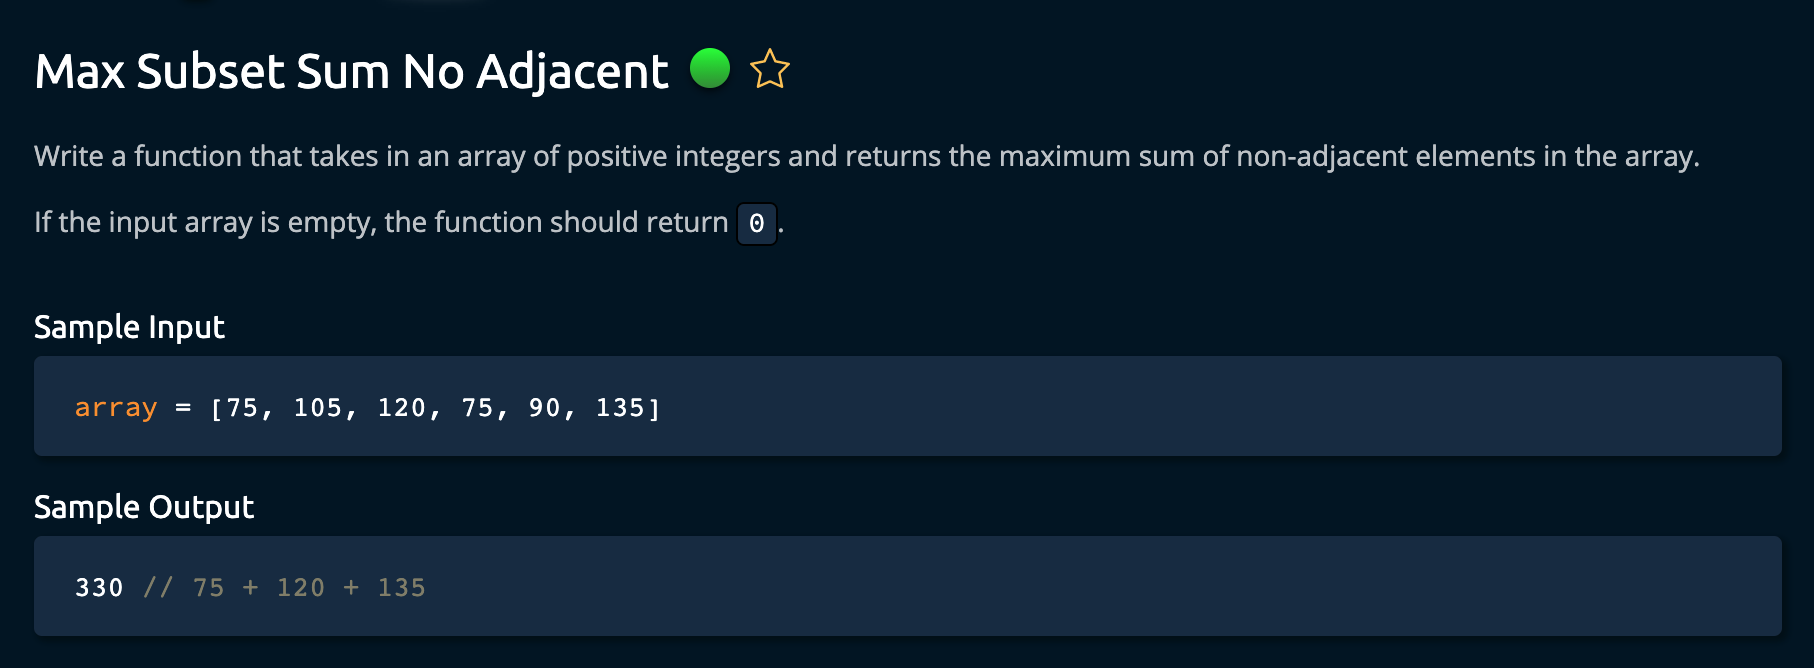 Max Subset Sum No Adjacent
Write a function that takes in an array of positive integers and returns the maximum sum of non-adjacent elements in the array.
If the input array is empty, the function should return 0.
Sample Input
array = [75, 105, 120, 75, 90, 135]
Sample Output
330 // 75 + 120 + 135